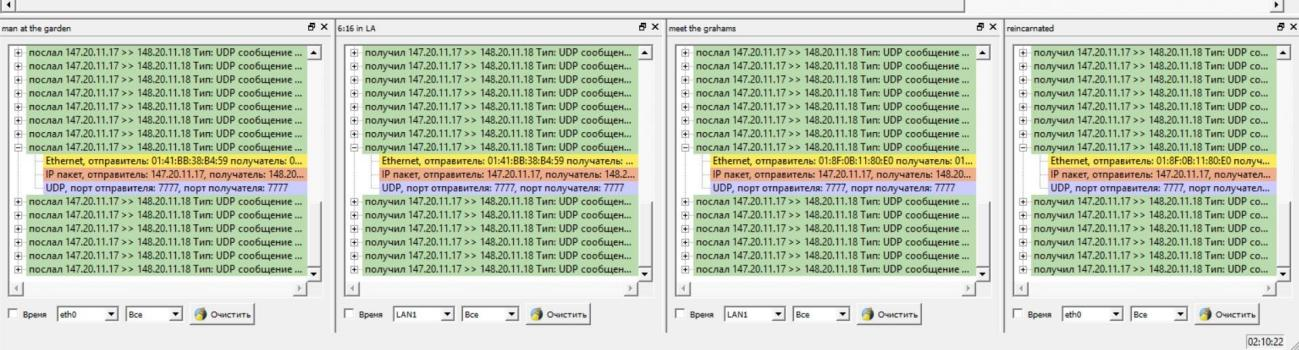 man at the garden
послал 147.20.11.17 >> 148.20.11.18 Тип: UDP сообщение ...
послал 147.20.11.17 >> 148.20.11.18 Тип: UDP сообщение ...
послал 147.20.11.17 >> 148.20.11.18 Тип: UDP сообщение ...
послал 147.20.11.17 >> 148.20.11.18 Тип: UDP сообщение ...
послал 147.20.11.17 >> 148.20.11.18 Тип: UDP сообщение ...
послал 147.20.11.17 >> 148.20.11.18 Тип: UDP сообщение ...
послал 147.20.11.17 >> 148.20.11.18 Тип: UDP сообщение ...
послал 147.20.11.17 >> 148.20.11.18 Тип: UDP сообщение ...
Ethernet, отправитель: 01:41:BB:38:B4:59 получатель: 0...
IP пакет, отправитель: 147.20.11.17, получатель: 148.20...
UDP, порт отправителя: 7777, порт получателя: 7777
послал 147.20.11.17 >> 148.20.11.18 Тип: UDP сообщение ...
послал 147.20.11.17 >> 148.20.11.18 Тип: UDP сообщение ...
послал 147.20.11.17 >> 148.20.11.18 Тип: UDP сообщение ...
послал 147.20.11.17 >> 148.20.11.18 Тип: UDP сообщение ...
послал 147.20.11.17 >> 148.20.11.18 Тип: UDP сообщение ...
послал 147.20.11.17 >> 148.20.11.18 Тип: UDP сообщение ...
Время eth0 Все Очистить
6:16 in LA
получил 147.20.11.17 >> 148.20.11.18 Тип: UDP сообщен...
получил 147.20.11.17 >> 148.20.11.18 Тип: UDP сообщен...
получил 147.20.11.17 >> 148.20.11.18 Тип: UDP сообщен...
получил 147.20.11.17 >> 148.20.11.18 Тип: UDP сообщен...
получил 147.20.11.17 >> 148.20.11.18 Тип: UDP сообщен...
получил 147.20.11.17 >> 148.20.11.18 Тип: UDP сообщен...
получил 147.20.11.17 >> 148.20.11.18 Тип: UDP сообщен...
получил 147.20.11.17 >> 148.20.11.18 Тип: UDP сообщен...
Ethernet, отправитель: 01:41:BB:38:B4:59 получатель: ...
IP пакет, отправитель: 147.20.11.17, получатель: 148.2...
UDP, порт отправителя: 7777, порт получателя: 7777
получил 147.20.11.17 >> 148.20.11.18 Тип: UDP сообщен...
получил 147.20.11.17 >> 148.20.11.18 Тип: UDP сообщен...
получил 147.20.11.17 >> 148.20.11.18 Тип: UDP сообщен...
получил 147.20.11.17 >> 148.20.11.18 Тип: UDP сообщен...
получил 147.20.11.17 >> 148.20.11.18 Тип: UDP сообщен...
получил 147.20.11.17 >> 148.20.11.18 Тип: UDP сообщен...
Время LAN1 Все Очистить
meet the grahams
послал 147.20.11.17 >> 148.20.11.18 Тип: UDP сообщение ...
послал 147.20.11.17 >> 148.20.11.18 Тип: UDP сообщение ...
послал 147.20.11.17 >> 148.20.11.18 Тип: UDP сообщение ...
послал 147.20.11.17 >> 148.20.11.18 Тип: UDP сообщение ...
послал 147.20.11.17 >> 148.20.11.18 Тип: UDP сообщение ...
послал 147.20.11.17 >> 148.20.11.18 Тип: UDP сообщение ...
послал 147.20.11.17 >> 148.20.11.18 Тип: UDP сообщение ...
послал 147.20.11.17 >> 148.20.11.18 Тип: UDP сообщение ...
Ethernet, отправитель: 01:8F:0B:11:80:E0 получатель: 01...
IP пакет, отправитель: 147.20.11.17, получатель: 148.20...
UDP, порт отправителя: 7777, порт получателя: 7777
послал 147.20.11.17 >> 148.20.11.18 Тип: UDP сообщение ...
послал 147.20.11.17 >> 148.20.11.18 Тип: UDP сообщение ...
послал 147.20.11.17 >> 148.20.11.18 Тип: UDP сообщение ...
послал 147.20.11.17 >> 148.20.11.18 Тип: UDP сообщение ...
послал 147.20.11.17 >> 148.20.11.18 Тип: UDP сообщение ...
послал 147.20.11.17 >> 148.20.11.18 Тип: UDP сообщение ...
Время LAN1 Все Очистить
reincarnated
получил 147.20.11.17 >> 148.20.11.18 Тип: UDP со...
получил 147.20.11.17 >> 148.20.11.18 Тип: UDP со...
получил 147.20.11.17 >> 148.20.11.18 Тип: UDP со...
получил 147.20.11.17 >> 148.20.11.18 Тип: UDP со...
получил 147.20.11.17 >> 148.20.11.18 Тип: UDP со...
получил 147.20.11.17 >> 148.20.11.18 Тип: UDP со...
получил 147.20.11.17 >> 148.20.11.18 Тип: UDP со...
получил 147.20.11.17 >> 148.20.11.18 Тип: UDP со...
Ethernet, отправитель: 01:8F:0B:11:80:E0 получ...
IP пакет, отправитель: 147.20.11.17, получател...
UDP, порт отправителя: 7777, порт получател...
получил 147.20.11.17 >> 148.20.11.18 Тип: UDP со...
получил 147.20.11.17 >> 148.20.11.18 Тип: UDP со...
получил 147.20.11.17 >> 148.20.11.18 Тип: UDP со...
получил 147.20.11.17 >> 148.20.11.18 Тип: UDP со...
получил 147.20.11.17 >> 148.20.11.18 Тип: UDP со...
получил 147.20.11.17 >> 148.20.11.18 Тип: UDP со...
Время eth0 Все Очистить
02:10:22